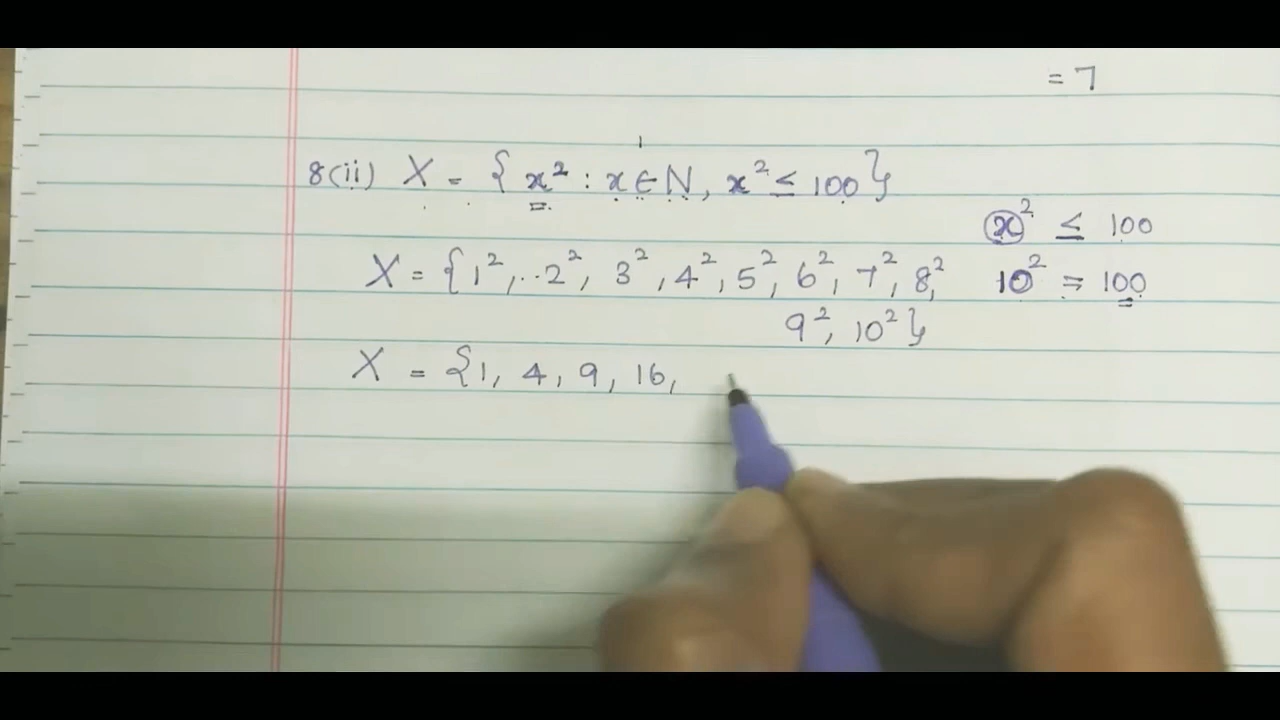 = 7
8(ii) X = { x² : x ∈ N, x² ≤ 100}
x² ≤ 100
X = {1², ..2², 3², 4², 5², 6², 7², 8²,
10² = 100
9², 10²}
X = {1, 4, 9, 16,